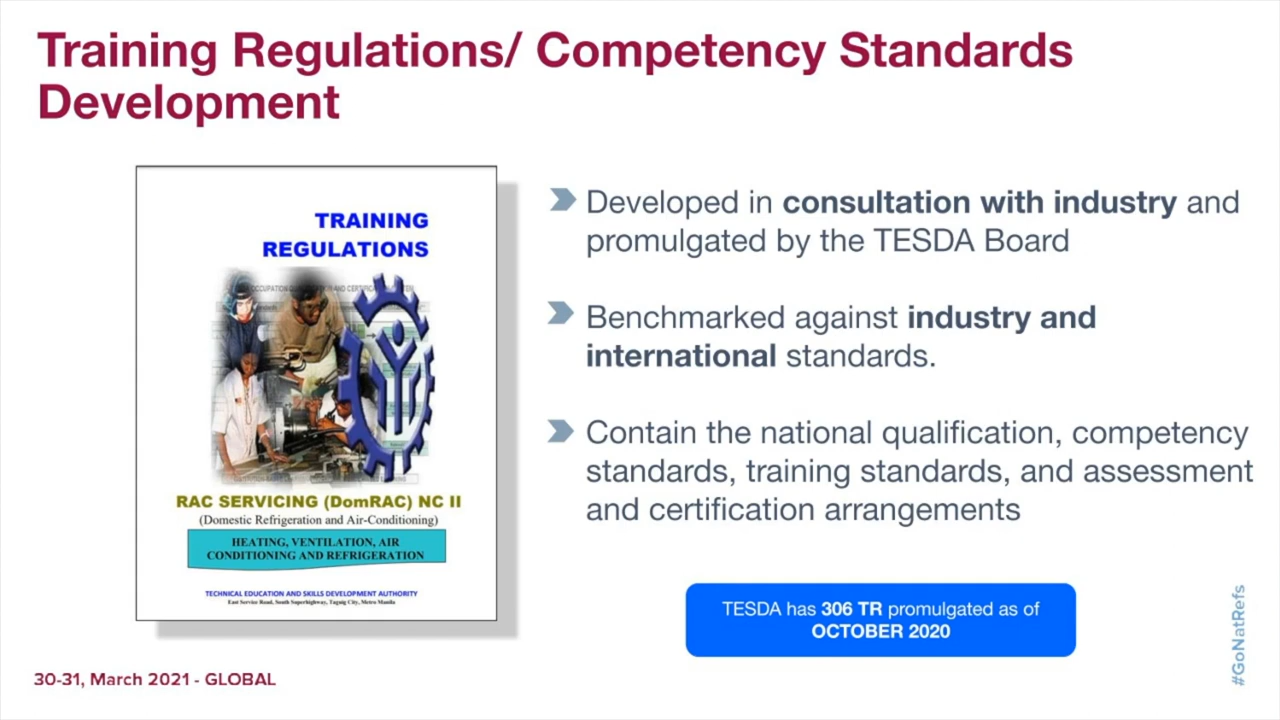 Training Regulations/ Competency Standards
Development
TRAINING
REGULATIONS
RAC SERVICING (DomRAC) NC II
(Domestic Refrigeration and Air-Conditioning)
HEATING, VENTILATION, AIR
CONDITIONING AND REFRIGERATION
TECHNICAL EDUCATION AND SKILLS DEVELOPMENT AUTHORITY
East Service Road, South Superhighway, Taguig City, Metro Manila
Developed in consultation with industry and
promulgated by the TESDA Board
Benchmarked against industry and
international standards.
Contain the national qualification, competency
standards, training standards, and assessment
and certification arrangements
TESDA has 306 TR promulgated as of
OCTOBER 2020
30-31, March 2021 - GLOBAL
#GoNatRefs